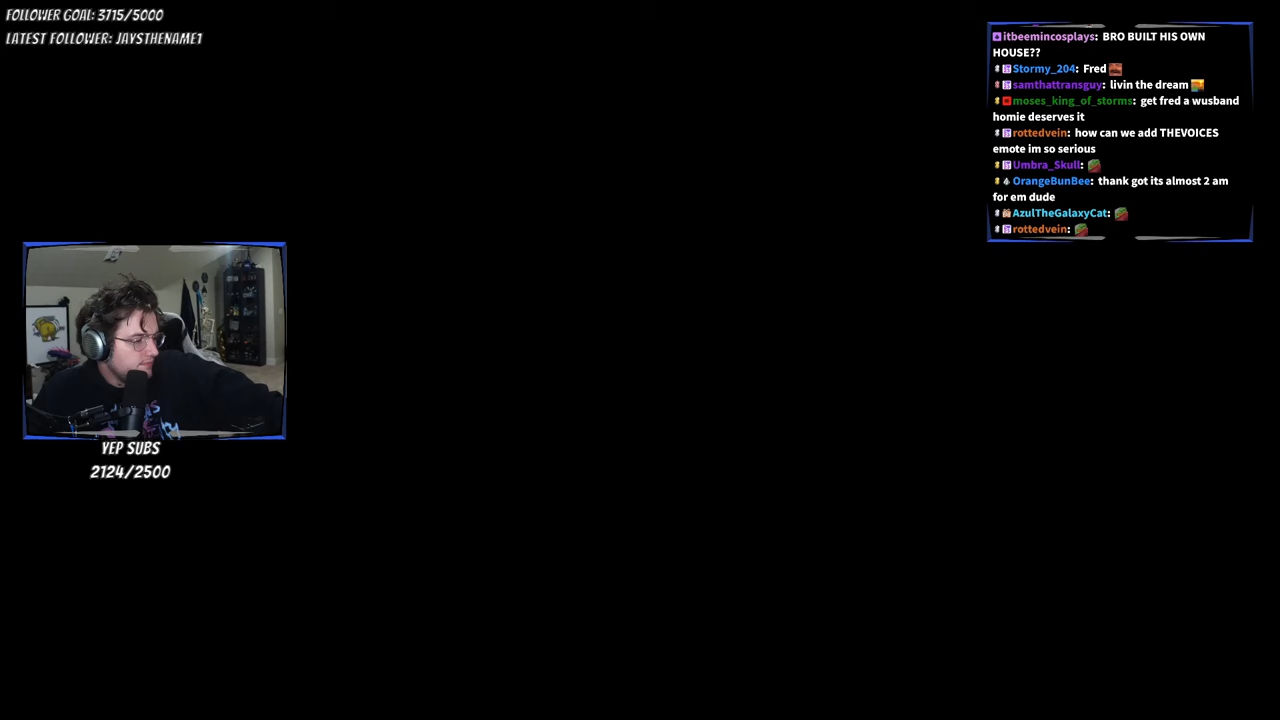 FOLLOWER GOAL: 3715/5000
LATEST FOLLOWER: JAYSTHENAME1
itbeemincosplays: BRO BUILT HIS OWN
HOUSE??
Stormy_204: Fred
samthattransguy: livin the dream
moses_king_of_storms: get fred a wusband
homie deserves it
rottedvein: how can we add THEVOICES
emote im so serious
Umbra_Skull:
OrangeBunBee: thank got its almost 2 am
for em dude
AzulTheGalaxyCat:
rottedvein:
YEP SUBS
2124/2500